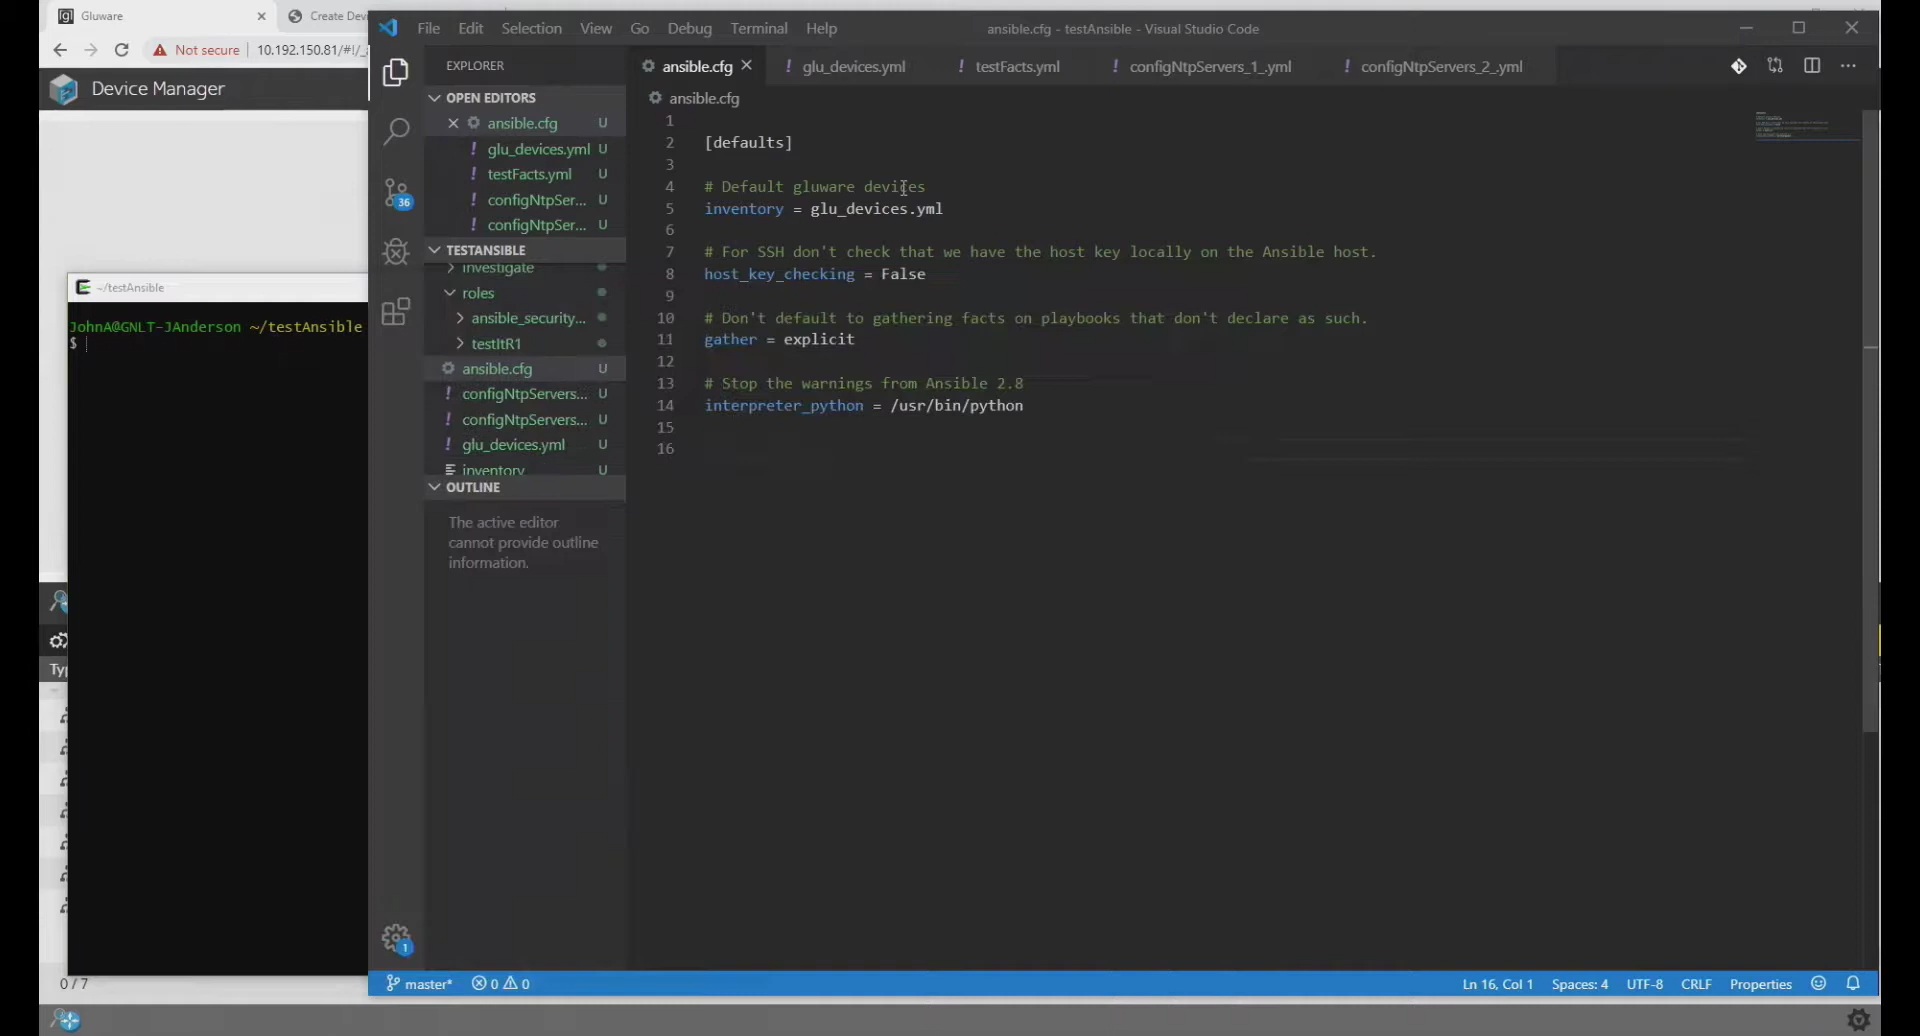 Gluware
Create Dev
Not secure
10.192.150.81/#!/_
Device Manager
~/testAnsible
JohnA@GNLT-JAnderson ~/testAnsible
$
0 / 7
File Edit Selection View Go Debug Terminal Help
ansible.cfg - testAnsible - Visual Studio Code
EXPLORER
OPEN EDITORS
ansible.cfg U
glu_devices.yml U
testFacts.yml U
configNtpSer... U
configNtpSer... U
TESTANSIBLE
investigate
roles
ansible_security...
testItR1
ansible.cfg U
configNtpServers... U
configNtpServers... U
glu_devices.yml U
inventory U
OUTLINE
The active editor
cannot provide outline
information.
36
1
ansible.cfg
glu_devices.yml
testFacts.yml
configNtpServers_1_.yml
configNtpServers_2_.yml
ansible.cfg
1
2 [defaults]
3
4 # Default gluware devices
5 inventory = glu_devices.yml
6
7 # For SSH don't check that we have the host key locally on the Ansible host.
8 host_key_checking = False
9
10 # Don't default to gathering facts on playbooks that don't declare as such.
11 gather = explicit
12
13 # Stop the warnings from Ansible 2.8
14 interpreter_python = /usr/bin/python
15
16
master* 0 0
Ln 16, Col 1 Spaces: 4 UTF-8 CRLF Properties